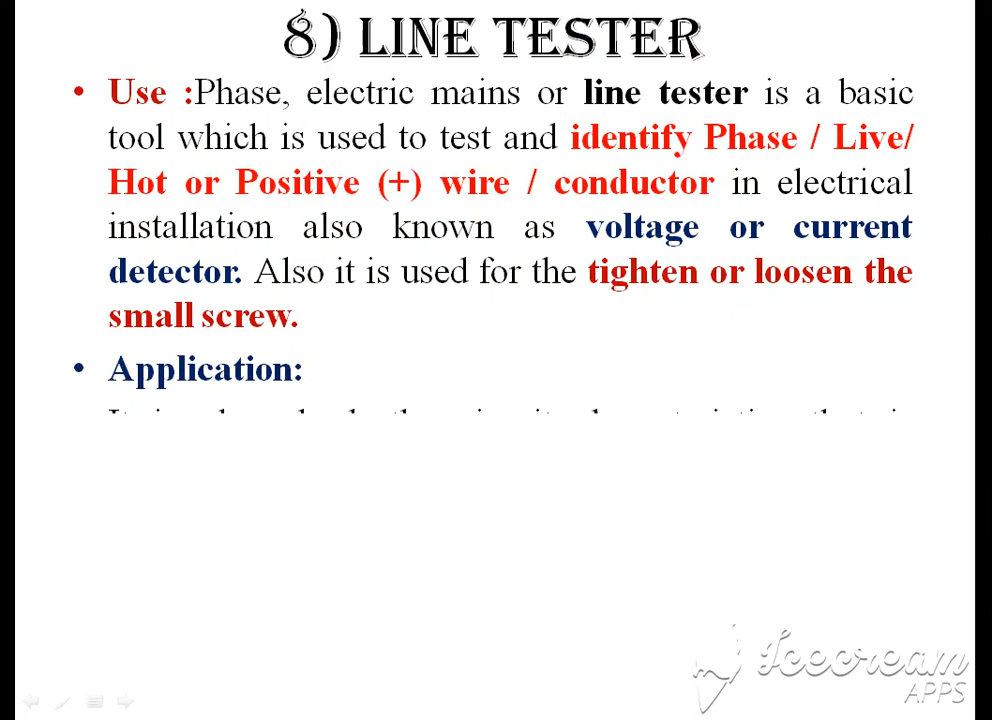 8) LINE TESTER
• Use :Phase, electric mains or line tester is a basic
tool which is used to test and identify Phase / Live/
Hot or Positive (+) wire / conductor in electrical
installation also known as voltage or current
detector. Also it is used for the tighten or loosen the
small screw.
• Application:
Icecream
APPS